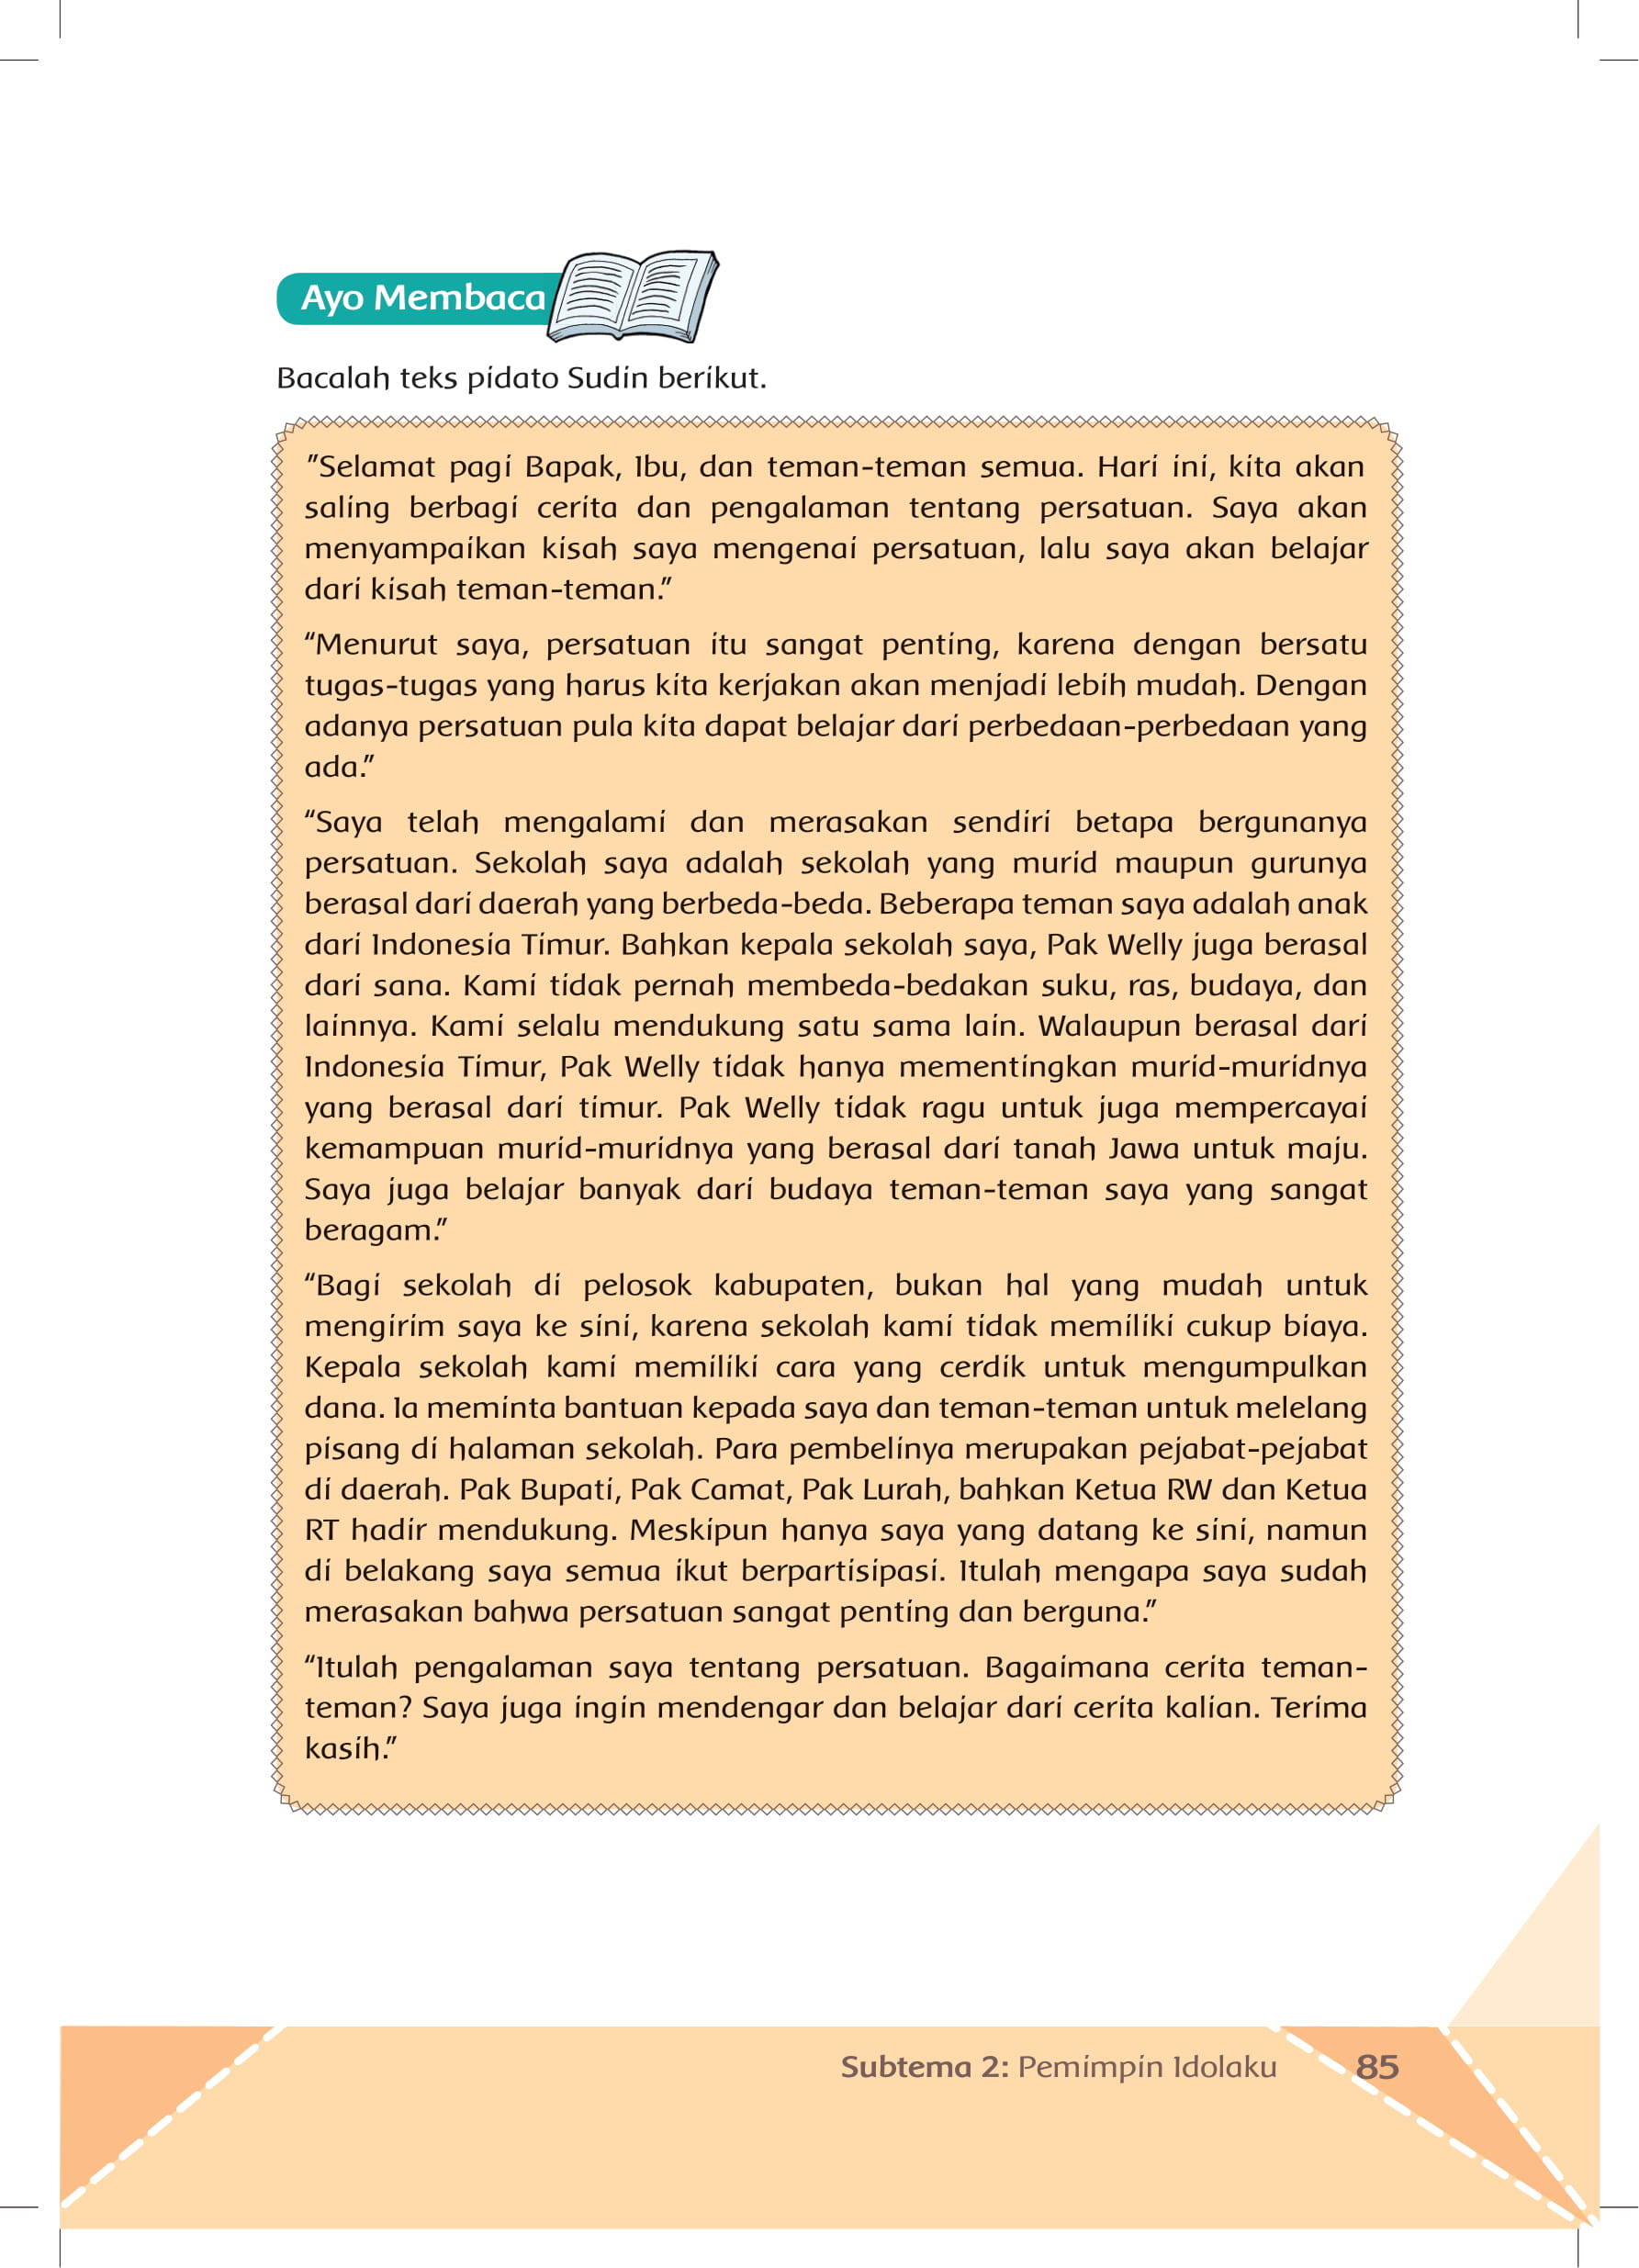 Ayo Membaca
Bacalah teks pidato Sudin berikut.
"Selamat pagi Bapak, Ibu, dan teman-teman semua. Hari ini, kita akan
saling berbagi cerita dan pengalaman tentang persatuan. Saya akan
menyampaikan kisah saya mengenai persatuan, lalu saya akan belajar
dari kisah teman-teman.”
“Menurut saya, persatuan itu sangat penting, karena dengan bersatu
tugas-tugas yang harus kita kerjakan akan menjadi lebih mudah. Dengan
adanya persatuan pula kita dapat belajar dari perbedaan-perbedaan yang
ada.”
“Saya telah mengalami dan merasakan sendiri betapa bergunanya
persatuan. Sekolah saya adalah sekolah yang murid maupun gurunya
berasal dari daerah yang berbeda-beda. Beberapa teman saya adalah anak
dari Indonesia Timur. Bahkan kepala sekolah saya, Pak Welly juga berasal
dari sana. Kami tidak pernah membeda-bedakan suku, ras, budaya, dan
lainnya. Kami selalu mendukung satu sama lain. Walaupun berasal dari
Indonesia Timur, Pak Welly tidak hanya mementingkan murid-muridnya
yang berasal dari timur. Pak Welly tidak ragu untuk juga mempercayai
kemampuan murid-muridnya yang berasal dari tanah Jawa untuk maju.
Saya juga belajar banyak dari budaya teman-teman saya yang sangat
beragam.”
“Bagi sekolah di pelosok kabupaten, bukan hal yang mudah untuk
mengirim saya ke sini, karena sekolah kami tidak memiliki cukup biaya.
Kepala sekolah kami memiliki cara yang cerdik untuk mengumpulkan
dana. Ia meminta bantuan kepada saya dan teman-teman untuk melelang
pisang di halaman sekolah. Para pembelinya merupakan pejabat-pejabat
di daerah. Pak Bupati, Pak Camat, Pak Lurah, bahkan Ketua RW dan Ketua
RT hadir mendukung. Meskipun hanya saya yang datang ke sini, namun
di belakang saya semua ikut berpartisipasi. Itulah mengapa saya sudah
merasakan bahwa persatuan sangat penting dan berguna.”
“Itulah pengalaman saya tentang persatuan. Bagaimana cerita teman-
teman? Saya juga ingin mendengar dan belajar dari cerita kalian. Terima
kasih.”
Subtema 2: Pemimpin Idolaku 85